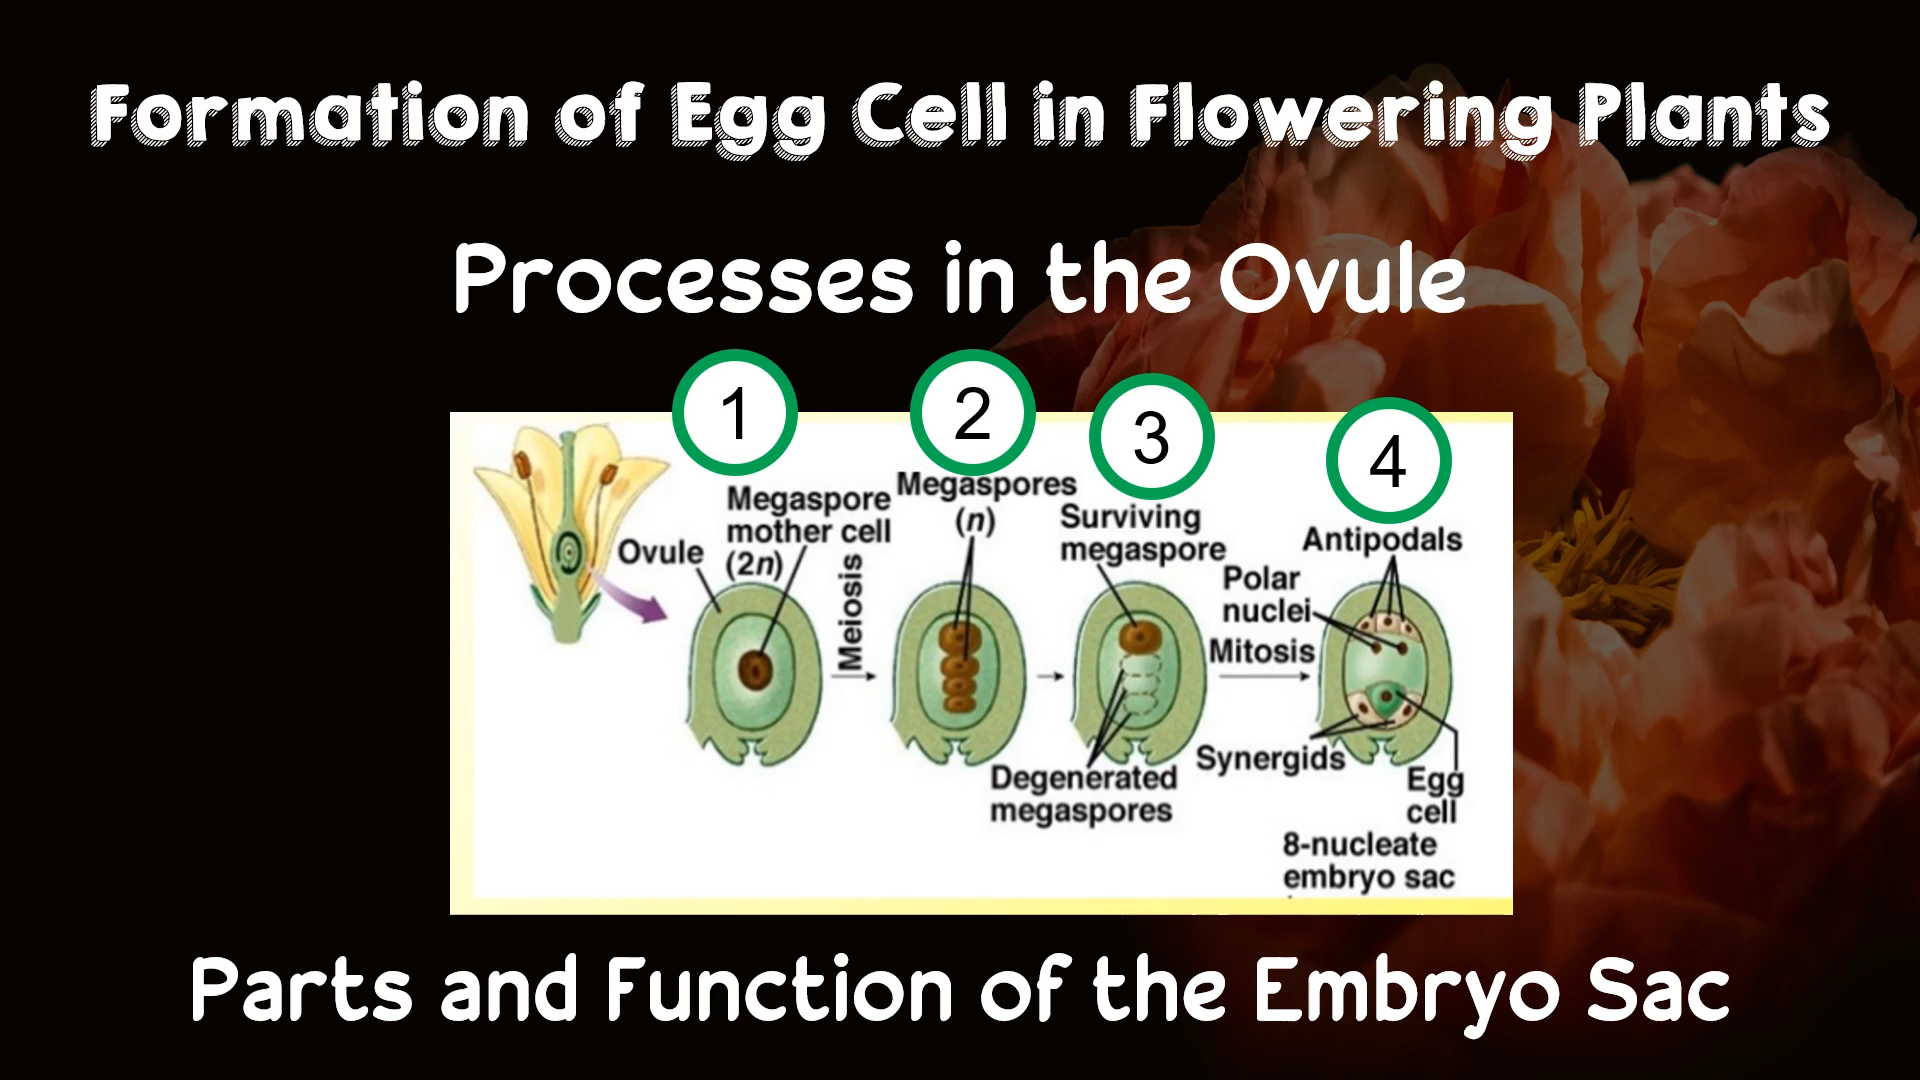 Formation of Egg Cell in Flowering Plants
Processes in the Ovule
1
2
3
4
Megaspore
mother cell
(2n)
Ovule
Meiosis
Megaspores
(n)
Surviving
megaspore
Degenerated
megaspores
Mitosis
Antipodals
Polar
nuclei
Synergids
Egg
cell
8-nucleate
embryo sac
Parts and Function of the Embryo Sac